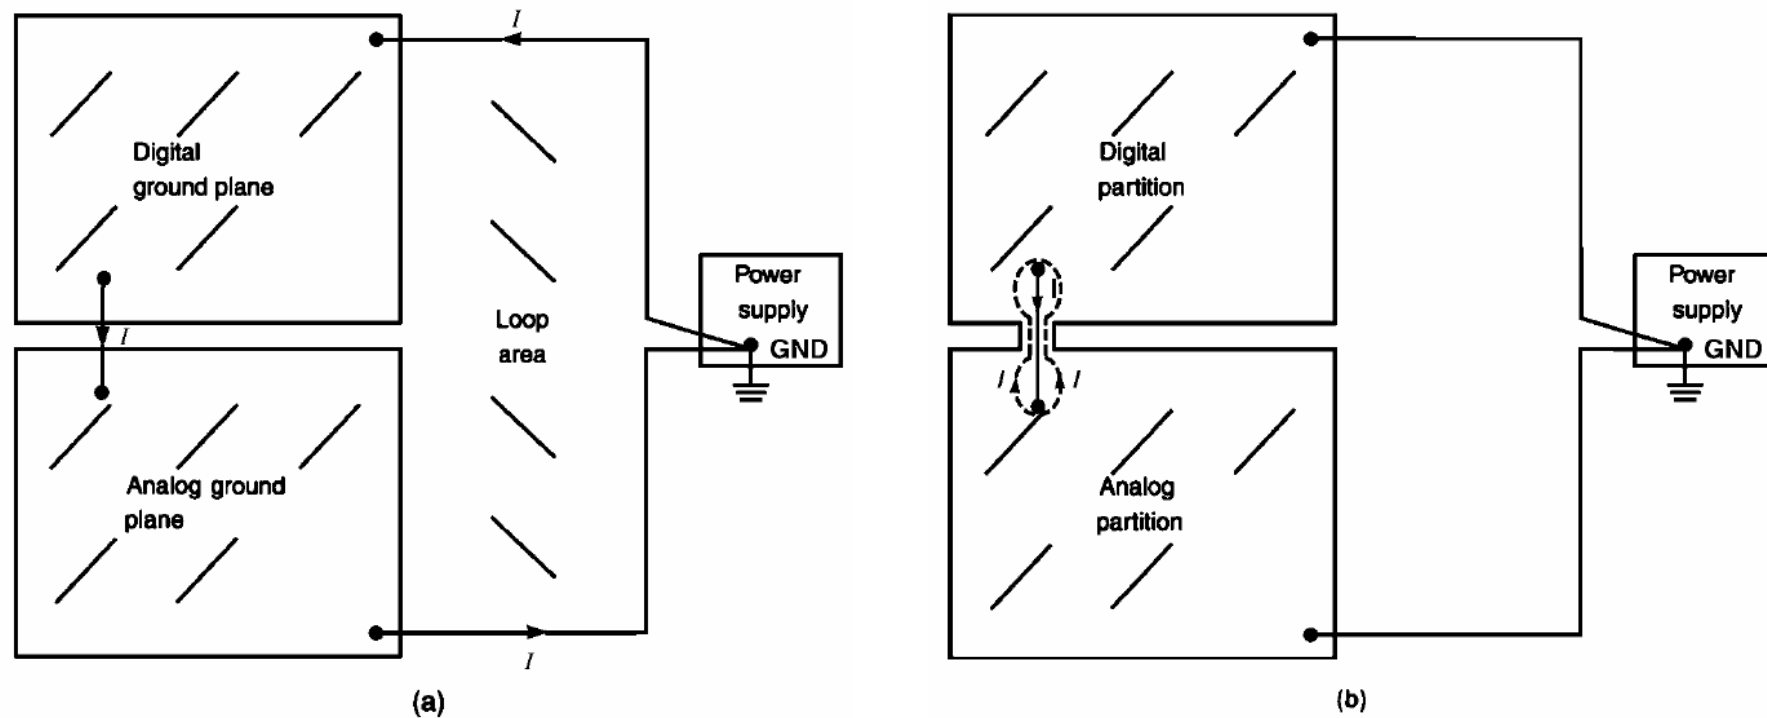 I
Digital
ground plane
I
Loop
area
Power
supply
GND
Analog ground
plane
I
(a)
Digital
partition
I
I
I
Power
supply
GND
Analog
partition
(b)